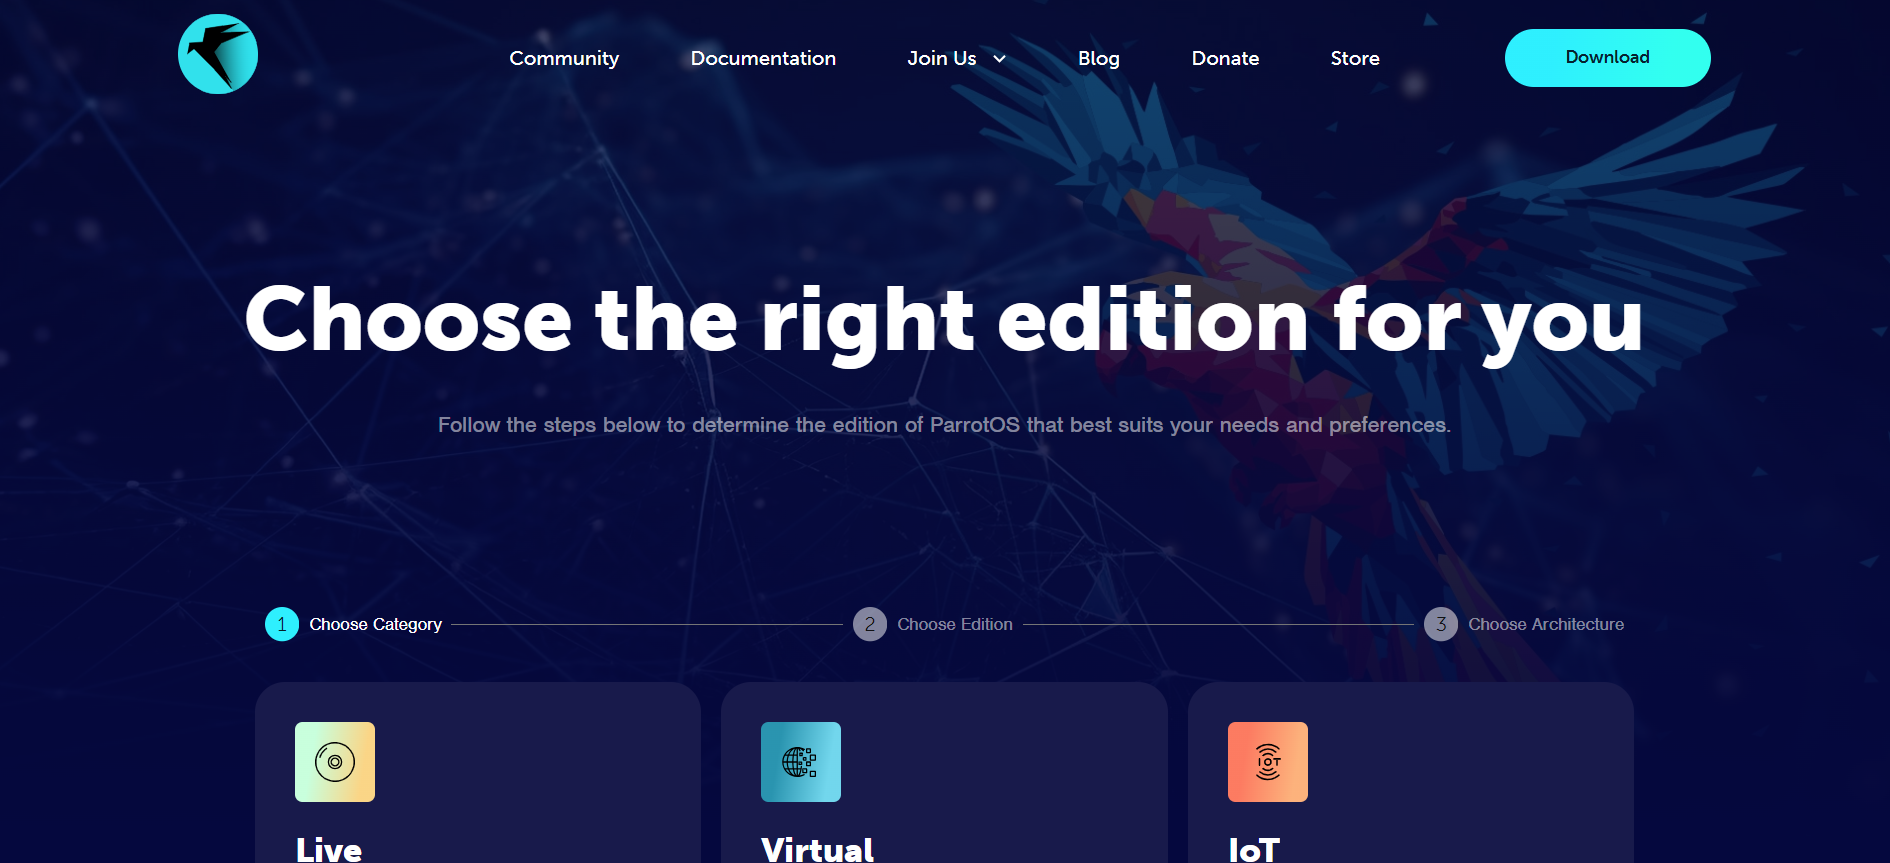 Community Documentation Join Us Blog Donate Store Download
Choose the right edition for you
Follow the steps below to determine the edition of ParrotOS that best suits your needs and preferences.
1 Choose Category 2 Choose Edition 3 Choose Architecture
IOT
Live Virtual IoT